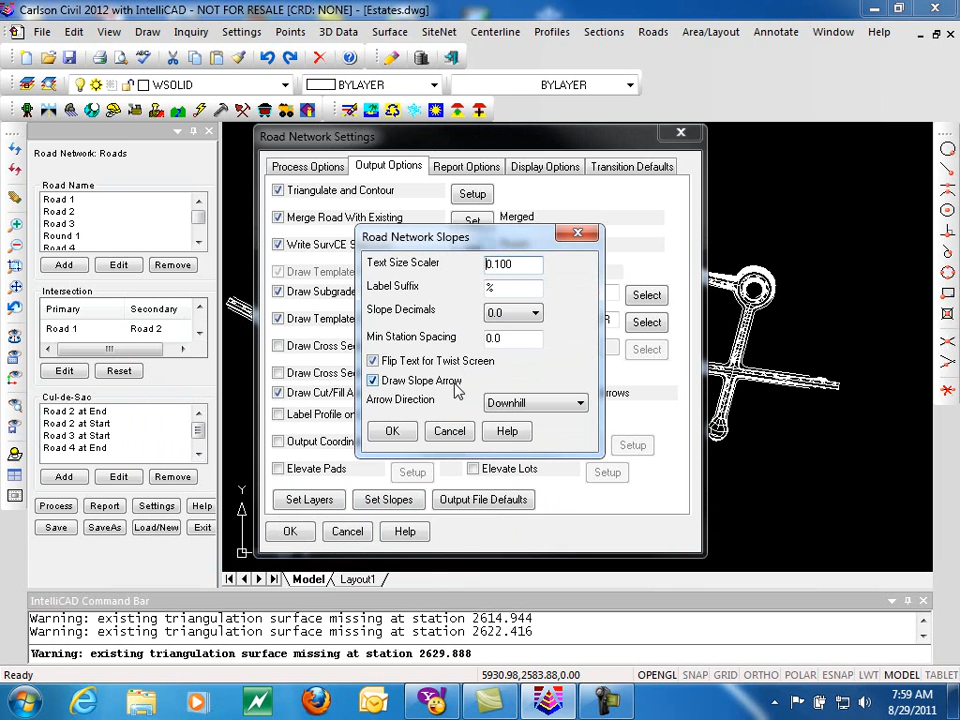 Carlson Civil 2012 with IntelliCAD - NOT FOR RESALE [CRD: NONE] - [Estates.dwg]
File Edit View Draw Inquiry Settings Points 3D Data Surface SiteNet Centerline Profiles Sections Roads Area/Layout Annotate Window Help
WSOLID BYLAYER BYLAYER
Road Network: Roads
Road Name
Road 1
Road 2
Road 3
Round 1
Road 4
Add Edit Remove
Intersection
Primary Secondary
Road 1 Road 2
Edit Reset
Cul-de-Sac
Road 2 at End
Road 2 at Start
Road 3 at Start
Road 4 at End
Add Edit Remove
Process Report Settings Help
Save SaveAs Load/New Exit
Road Network Settings
Process Options Output Options Report Options Display Options Transition Defaults
Triangulate and Contour Setup
Merge Road With Existing Set Merged
Write SurvCE S
Draw Template
Draw Subgrade Select
Draw Template R Select
Draw Cross Sec Select
Draw Cross Sec
Draw Cut/Fill A rrows
Label Profile on
Output Coordin Setup
Elevate Pads Setup Elevate Lots Setup
Set Layers Set Slopes Output File Defaults
OK Cancel Help
Road Network Slopes
Text Size Scaler 0.100
Label Suffix %
Slope Decimals 0.0
Min Station Spacing 0.0
Flip Text for Twist Screen
Draw Slope Arrow
Arrow Direction Downhill
OK Cancel Help
Y
Model Layout1
IntelliCAD Command Bar
Warning: existing triangulation surface missing at station 2614.944
Warning: existing triangulation surface missing at station 2622.416
Warning: existing triangulation surface missing at station 2629.888
Ready 5930.98,2583.88,0.00 OPENGL SNAP GRID ORTHO POLAR ESNAP LWT MODEL TABLET
7:59 AM
8/29/2011